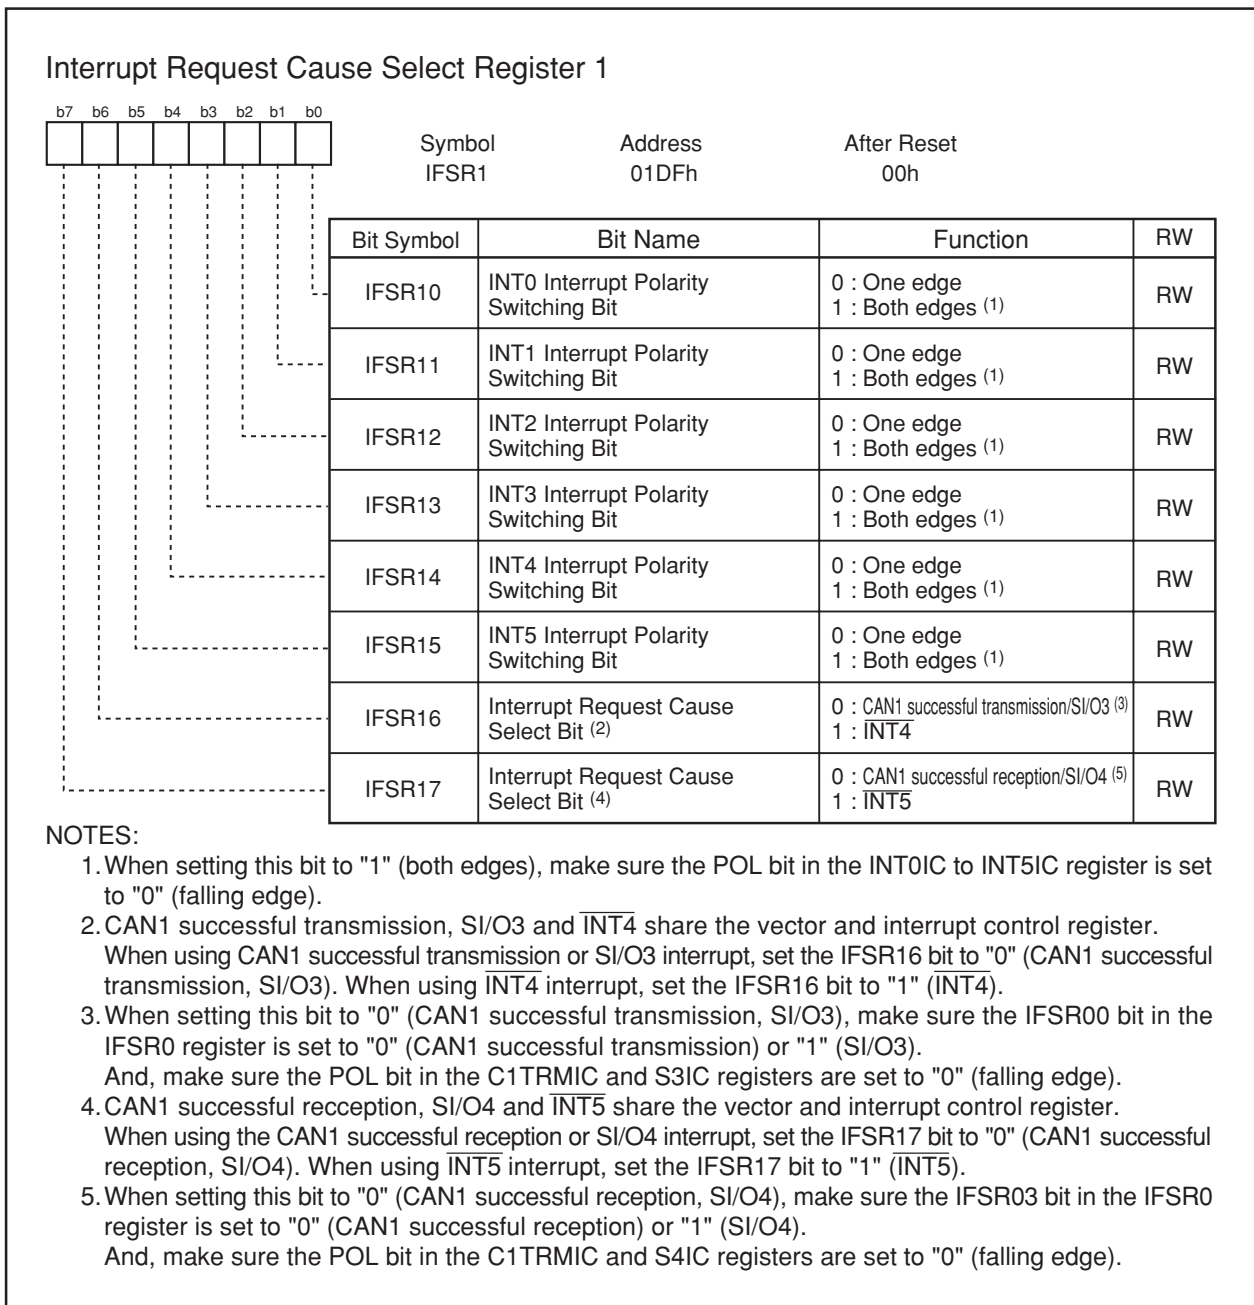 Interrupt Request Cause Select Register 1
b7 b6 b5 b4 b3 b2 b1 b0
Symbol Address After Reset
IFSR1 01DFh 00h
Bit Symbol Bit Name Function RW
IFSR10 INT0 Interrupt Polarity Switching Bit 0 : One edge 1 : Both edges (1) RW
IFSR11 INT1 Interrupt Polarity Switching Bit 0 : One edge 1 : Both edges (1) RW
IFSR12 INT2 Interrupt Polarity Switching Bit 0 : One edge 1 : Both edges (1) RW
IFSR13 INT3 Interrupt Polarity Switching Bit 0 : One edge 1 : Both edges (1) RW
IFSR14 INT4 Interrupt Polarity Switching Bit 0 : One edge 1 : Both edges (1) RW
IFSR15 INT5 Interrupt Polarity Switching Bit 0 : One edge 1 : Both edges (1) RW
IFSR16 Interrupt Request Cause Select Bit (2) 0 : CAN1 successful transmission/SI/O3 (3) 1 : INT4 RW
IFSR17 Interrupt Request Cause Select Bit (4) 0 : CAN1 successful reception/SI/O4 (5) 1 : INT5 RW
NOTES:
1. When setting this bit to "1" (both edges), make sure the POL bit in the INT0IC to INT5IC register is set
to "0" (falling edge).
2. CAN1 successful transmission, SI/O3 and INT4 share the vector and interrupt control register.
When using CAN1 successful transmission or SI/O3 interrupt, set the IFSR16 bit to "0" (CAN1 successful
transmission, SI/O3). When using INT4 interrupt, set the IFSR16 bit to "1" (INT4).
3. When setting this bit to "0" (CAN1 successful transmission, SI/O3), make sure the IFSR00 bit in the
IFSR0 register is set to "0" (CAN1 successful transmission) or "1" (SI/O3).
And, make sure the POL bit in the C1TRMIC and S3IC registers are set to "0" (falling edge).
4. CAN1 successful recception, SI/O4 and INT5 share the vector and interrupt control register.
When using the CAN1 successful reception or SI/O4 interrupt, set the IFSR17 bit to "0" (CAN1 successful
reception, SI/O4). When using INT5 interrupt, set the IFSR17 bit to "1" (INT5).
5. When setting this bit to "0" (CAN1 successful reception, SI/O4), make sure the IFSR03 bit in the IFSR0
register is set to "0" (CAN1 successful reception) or "1" (SI/O4).
And, make sure the POL bit in the C1TRMIC and S4IC registers are set to "0" (falling edge).